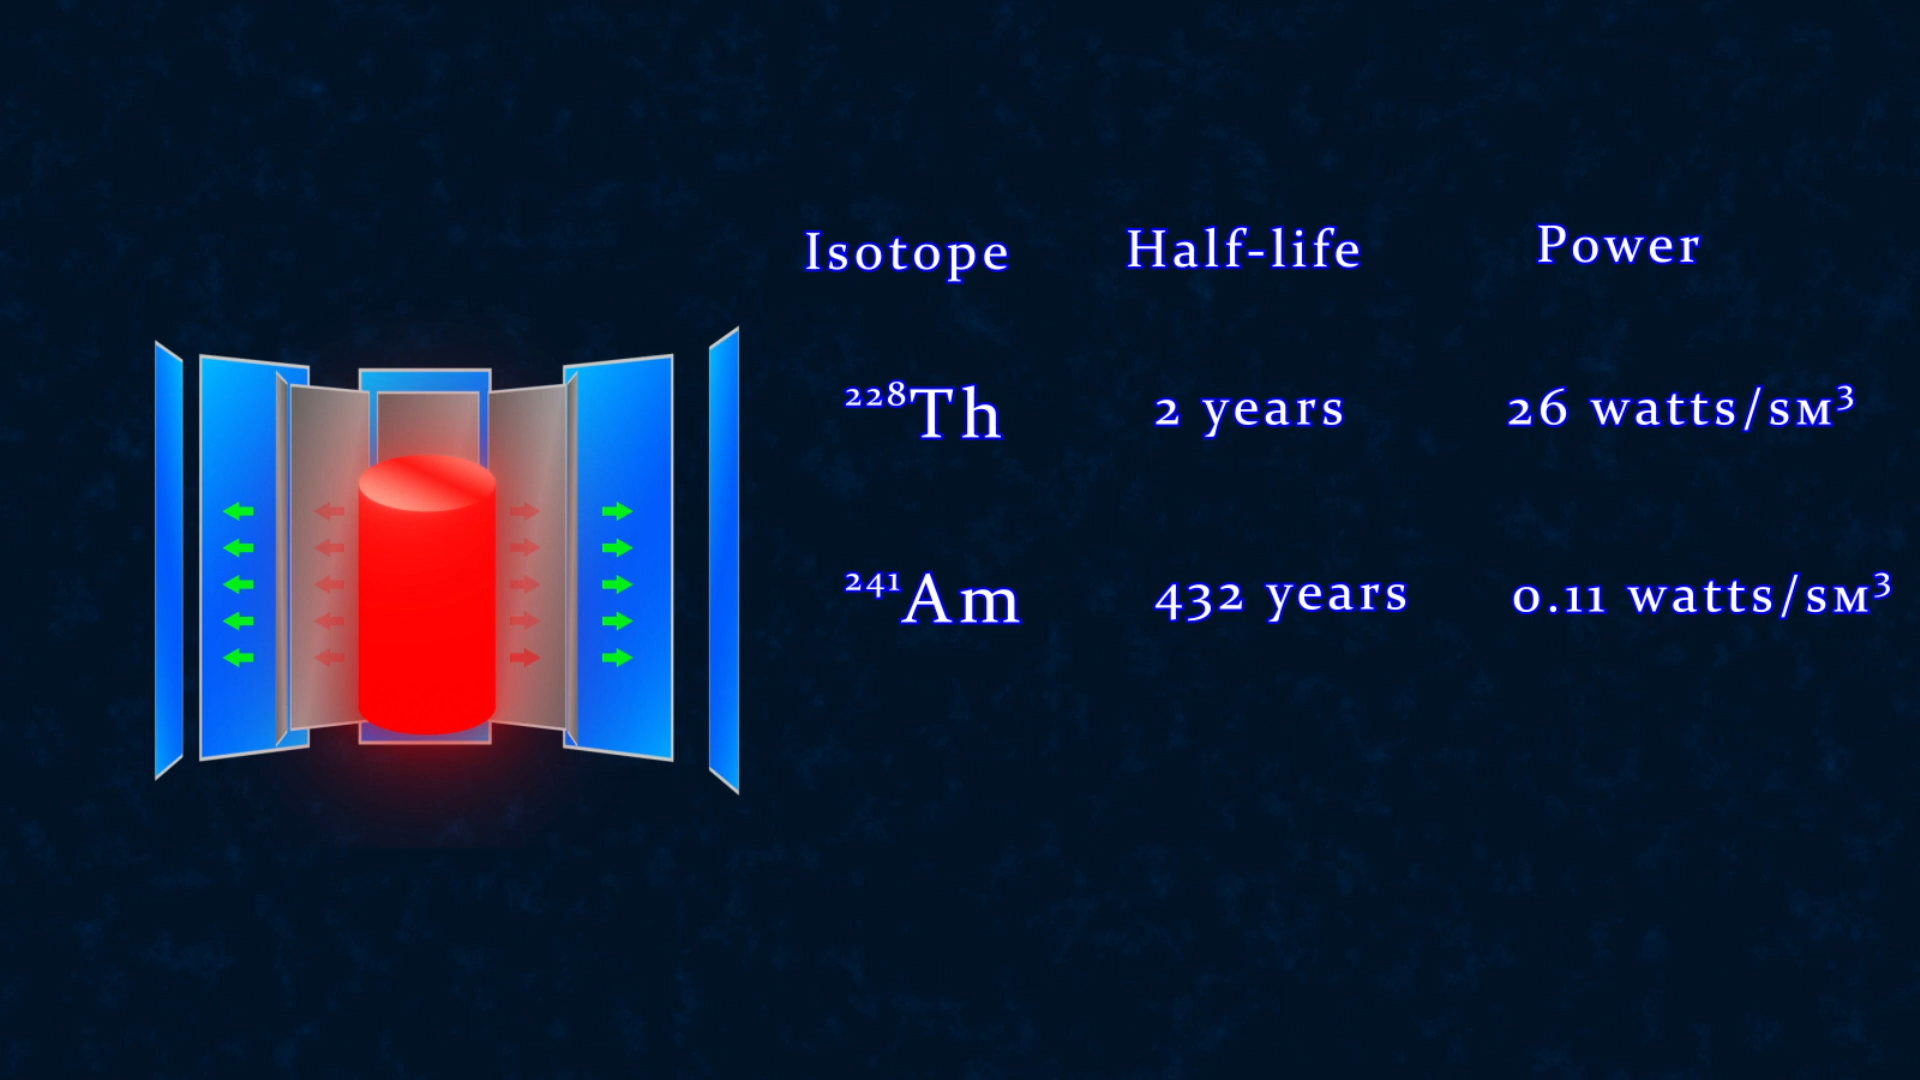 Isotope Half-life Power
²²⁸Th 2 years 26 watts/sм³
²⁴¹Am 432 years 0.11 watts/sм³